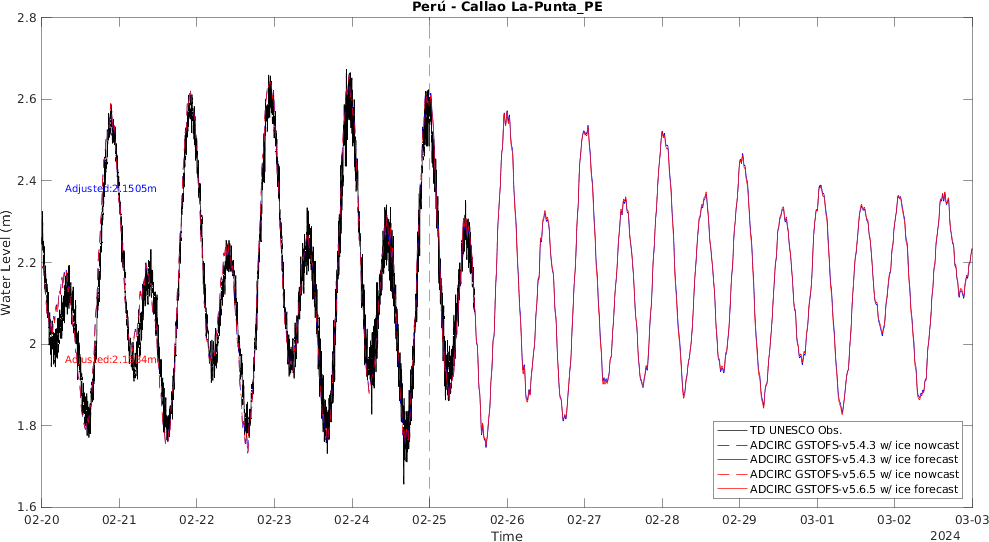 Perú - Callao La-Punta_PE
2.8
2.6
2.4
2.2
2
1.8
1.6
Water Level (m)
Adjusted:2.1505m
TD UNESCO Obs.
ADCIRC GSTOFS-v5.4.3 w/ ice nowcast
ADCIRC GSTOFS-v5.4.3 w/ ice forecast
ADCIRC GSTOFS-v5.6.5 w/ ice nowcast
ADCIRC GSTOFS-v5.6.5 w/ ice forecast
02-20 02-21 02-22 02-23 02-24 02-25 02-26 02-27 02-28 02-29 03-01 03-02 03-03
Time
2024